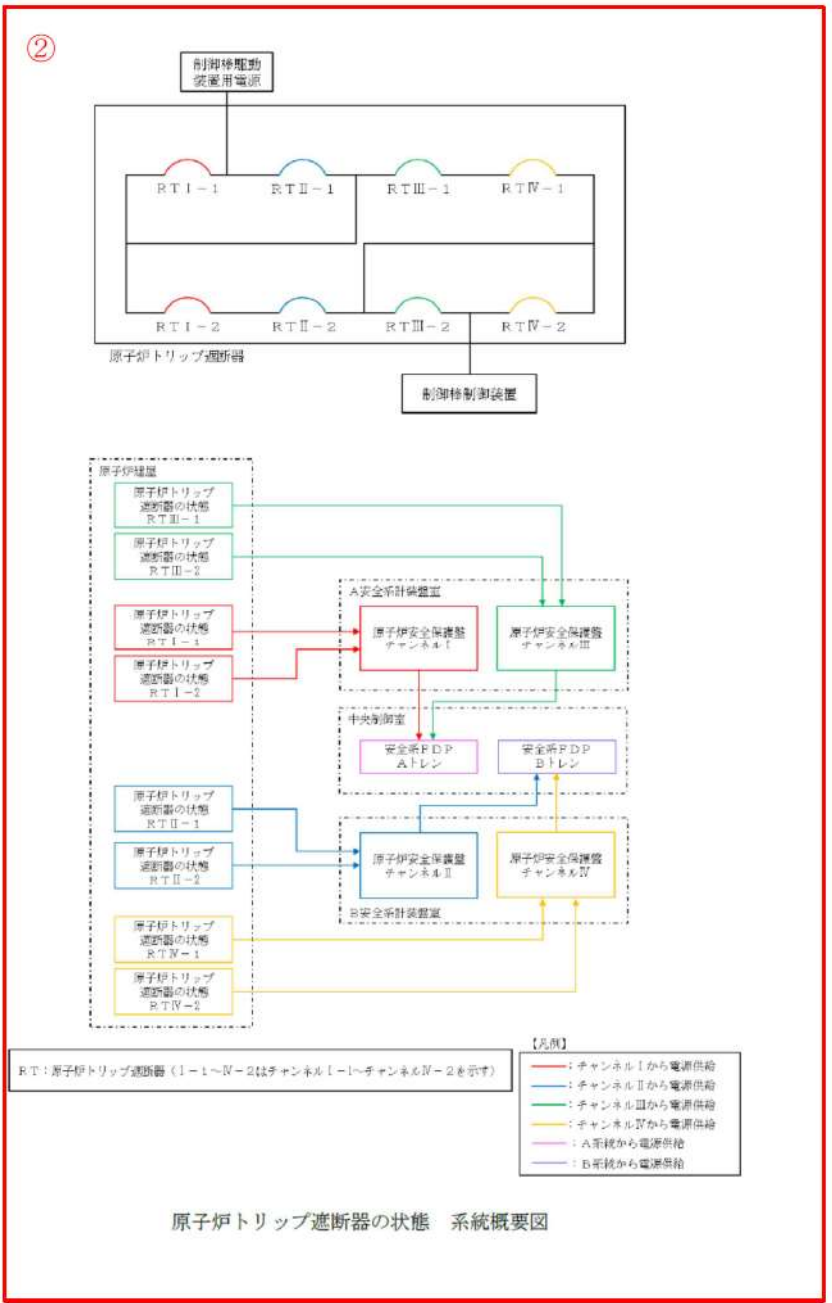 ②
制御棒駆動
装置用電源
RTⅠ-1
RTⅡ-1
RTⅢ-1
RTⅣ-1
RTⅠ-2
RTⅡ-2
RTⅢ-2
RTⅣ-2
原子炉トリップ遮断器
制御棒制御装置
原子炉建屋
原子炉トリップ
遮断器の状態
RTⅢ-1
原子炉トリップ
遮断器の状態
RTⅢ-2
A安全系計装盤室
原子炉トリップ
遮断器の状態
RTⅠ-1
原子炉安全保護盤
チャンネルⅠ
原子炉安全保護盤
チャンネルⅢ
原子炉トリップ
遮断器の状態
RTⅠ-2
中央制御室
安全系FDP
Aトレン
安全系FDP
Bトレン
原子炉トリップ
遮断器の状態
RTⅡ-1
原子炉トリップ
遮断器の状態
RTⅡ-2
原子炉安全保護盤
チャンネルⅡ
原子炉安全保護盤
チャンネルⅣ
B安全系計装盤室
原子炉トリップ
遮断器の状態
RTⅣ-1
原子炉トリップ
遮断器の状態
RTⅣ-2
【凡例】
RT:原子炉トリップ遮断器(Ⅰ-1~Ⅳ-2はチャンネルⅠ-1~チャンネルⅣ-2を示す)
:チャンネルⅠから電源供給
:チャンネルⅡから電源供給
:チャンネルⅢから電源供給
:チャンネルⅣから電源供給
:A系統から電源供給
:B系統から電源供給
原子炉トリップ遮断器の状態 系統概要図